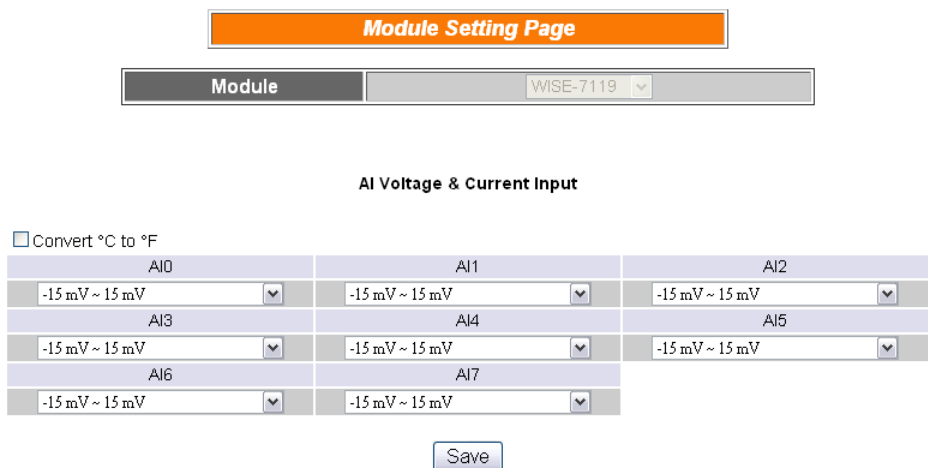 Module Setting Page
Module WISE-7119
AI Voltage & Current Input
Convert °C to °F
AI0 AI1 AI2
-15 mV ~ 15 mV -15 mV ~ 15 mV -15 mV ~ 15 mV
AI3 AI4 AI5
-15 mV ~ 15 mV -15 mV ~ 15 mV -15 mV ~ 15 mV
AI6 AI7
-15 mV ~ 15 mV -15 mV ~ 15 mV
Save